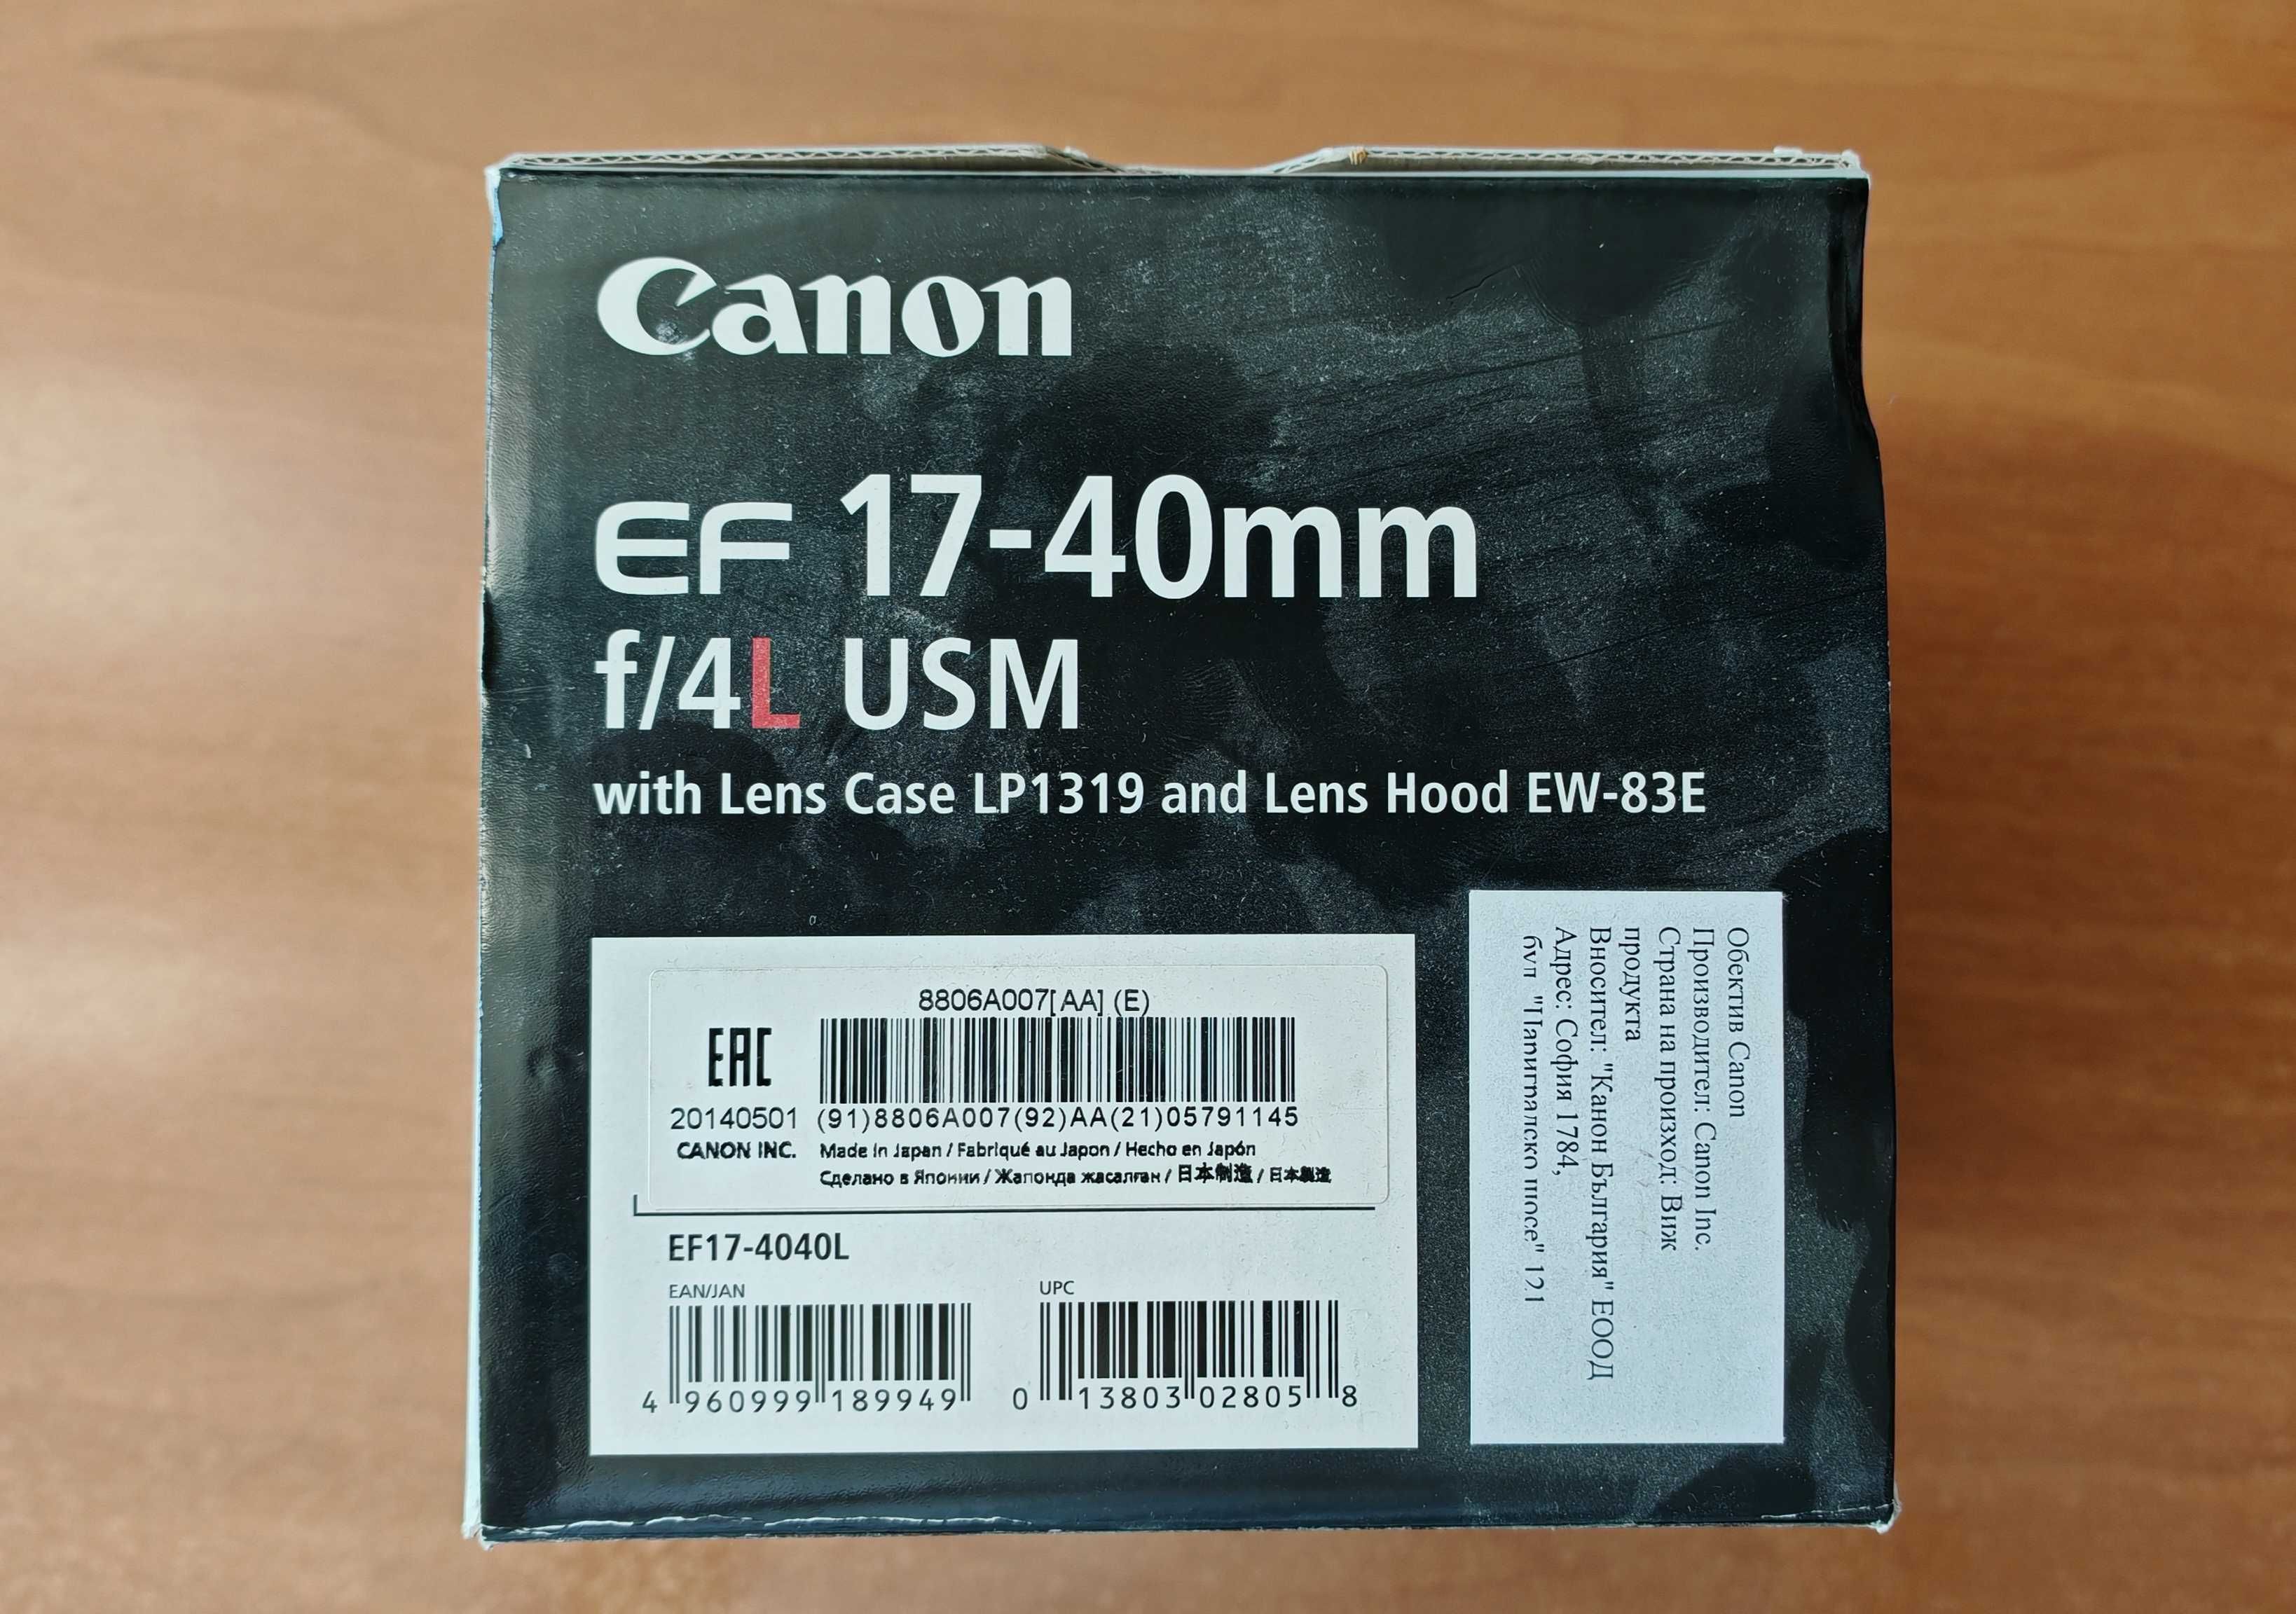 Canon
EF 17-40mm
f/4L USM
with Lens Case LP1319 and Lens Hood EW-83E
8806A007[AA] (E)
EAC
20140501 (91)8806A007(92)AA(21)05791145
CANON INC. Made in Japan / Fabriqué au Japon / Hecho en Japón
Сделано в Японии / Жапонда жасалған / 日本制造 / 日本製造
EF17-4040L
EAN/JAN
4 960999 189949
UPC
0 13803 02805 8
Обектив Canon
Производител: Canon Inc.
Страна на произход: Виж
продукта
Вносител: "Канон България" ЕООД
Адрес: София 1784,
бул. "Цариградско шосе" 121